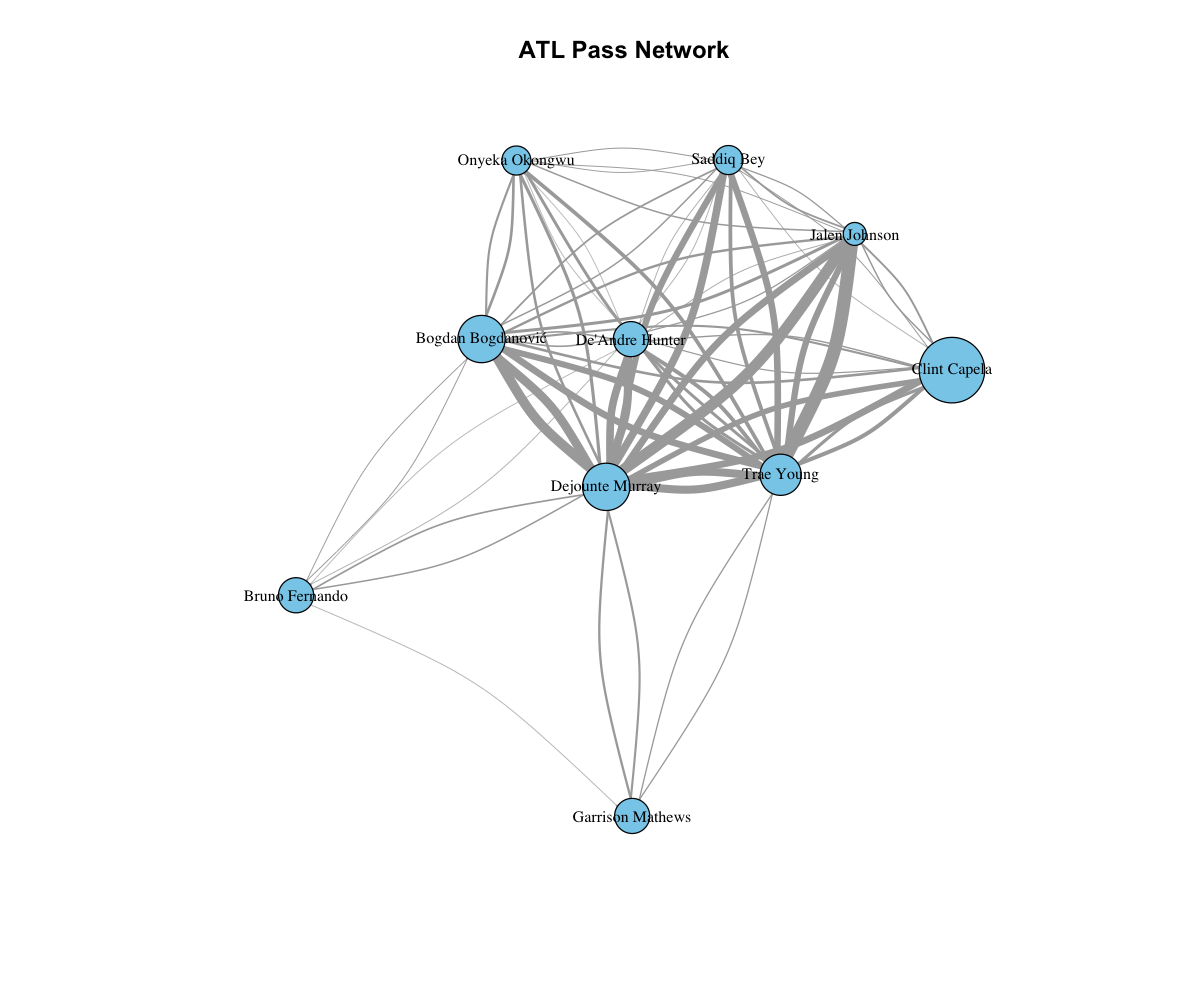 ATL Pass Network
Onyeka Okongwu
Saddiq Bey
Jalen Johnson
Bogdan Bogdanović
De'Andre Hunter
Clint Capela
Trae Young
Dejounte Murray
Bruno Fernando
Garrison Mathews